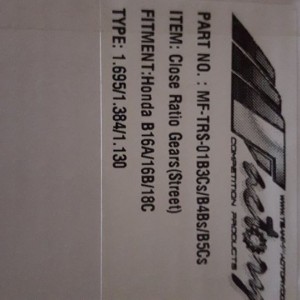 MFactory
COMPETITION PRODUCTS
PART NO. : MF-TRS-01B3Cs/B4Bs/B5Cs
ITEM: Close Ratio Gears(Street)
FITMENT:Honda B16A/16B/18C
TYPE: 1.695/1.384/1.130